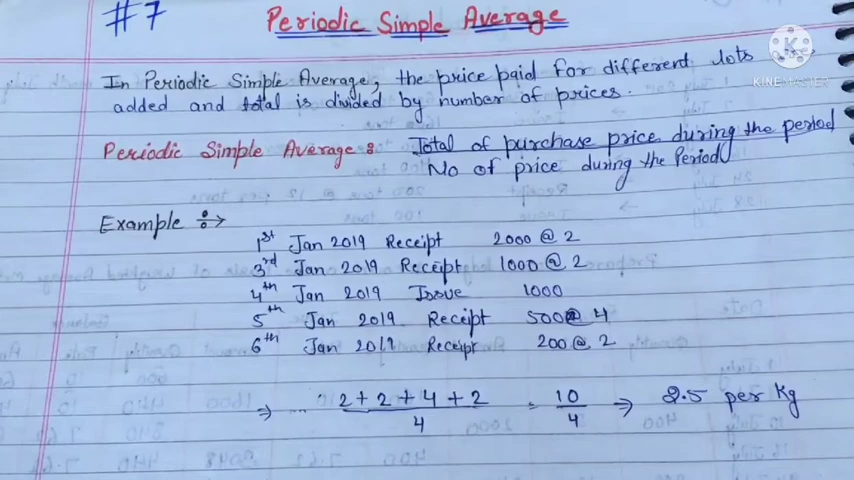 #7
Periodic Simple Average
In Periodic Simple Average, the price paid for different lots
added and total is divided by number of prices.
KINEMASTER
Periodic Simple Average : Total of purchase price during the period
No of price during the Period
Example ÷→
1st Jan 2019 Receipt 2000 @ 2
3rd Jan 2019 Receipt 1000 @ 2
4th Jan 2019 Issue 1000
5th Jan 2019 Receipt 500@ 4
6th Jan 2019 Receipt 200 @ 2
⇒ 2 + 2 + 4 + 2 = 10 ⇒ 2.5 per Kg
4 4